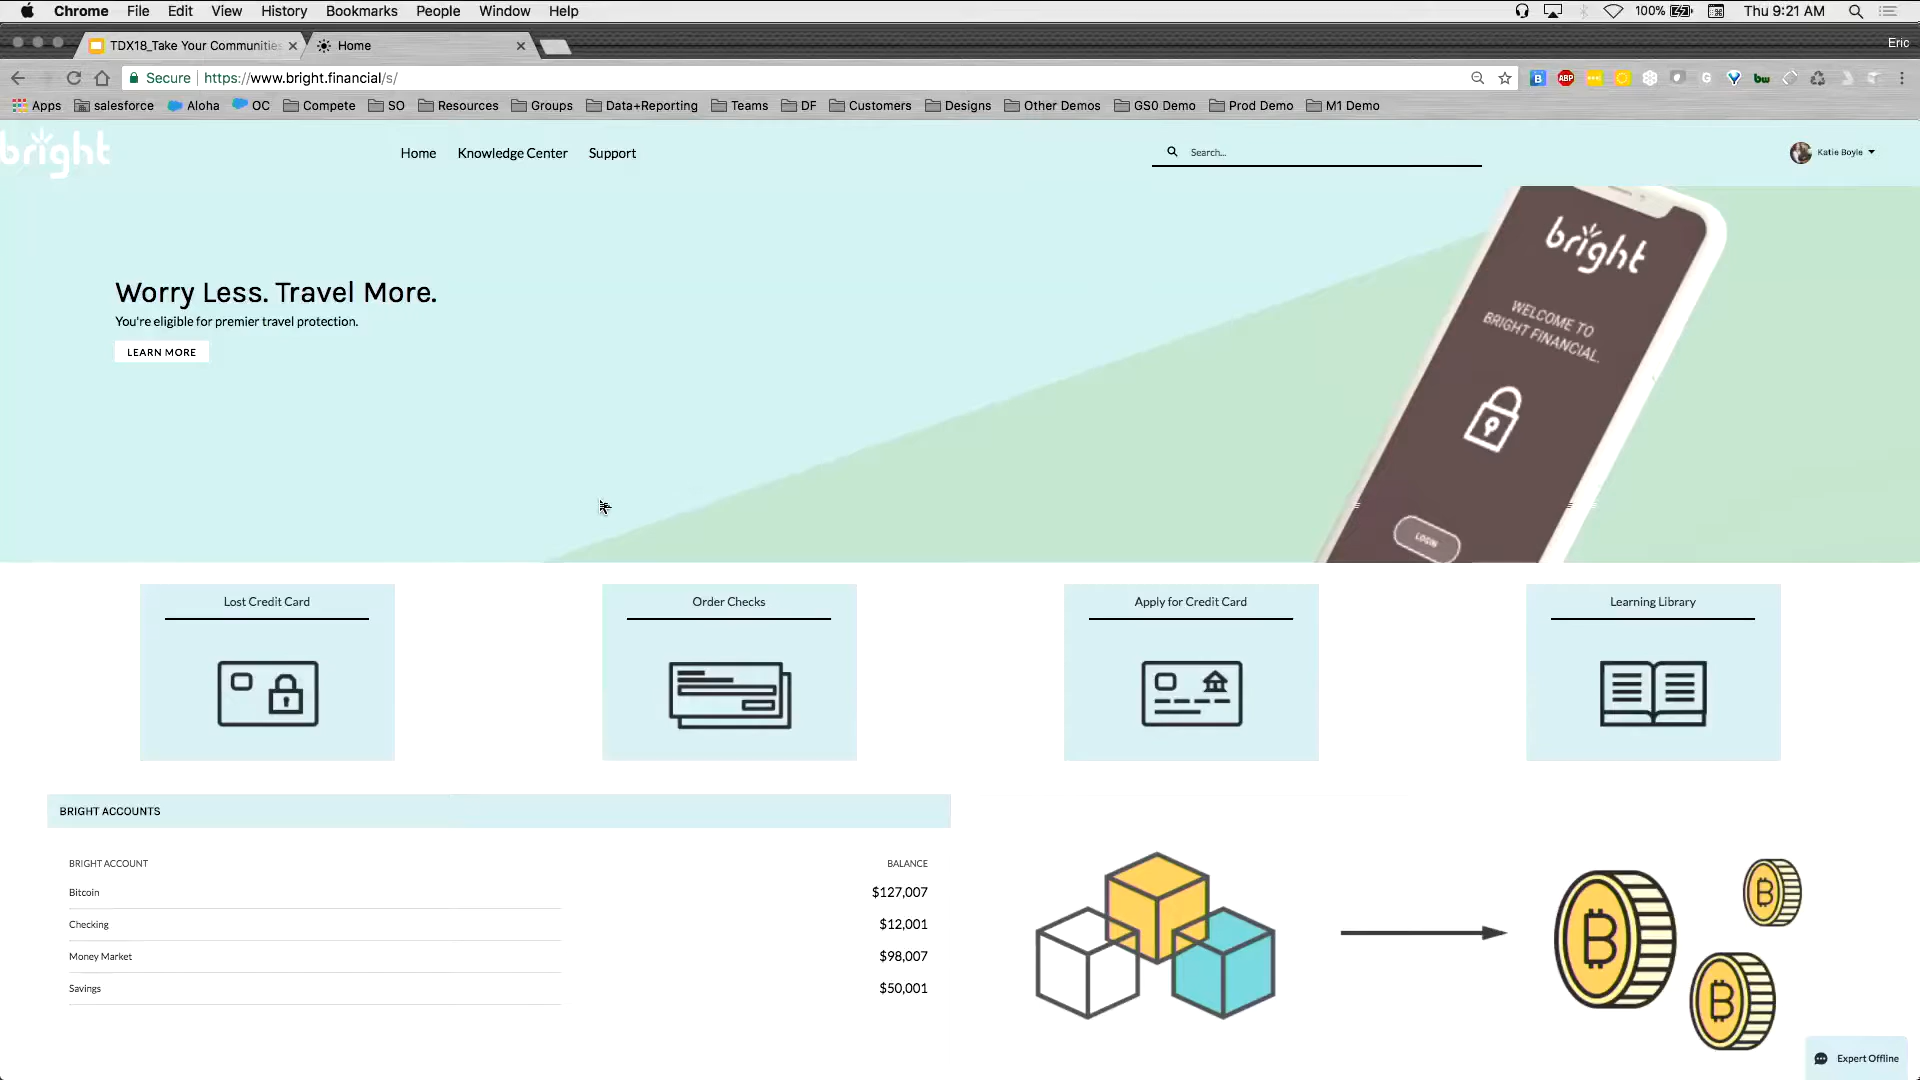 Chrome File Edit View History Bookmarks People Window Help 100% Thu 9:21 AM
TDX18_Take Your Communitie Home Eric
Secure https://www.bright.financial/s/
Apps salesforce Aloha OC Compete SO Resources Groups Data+Reporting Teams DF Customers Designs Other Demos GS0 Demo Prod Demo M1 Demo
bright Home Knowledge Center Support Search... Katie Boyle
bright
WELCOME TO
BRIGHT FINANCIAL.
LOGIN
Worry Less. Travel More.
You're eligible for premier travel protection.
LEARN MORE
Lost Credit Card Order Checks Apply for Credit Card Learning Library
BRIGHT ACCOUNTS
BRIGHT ACCOUNT BALANCE
Bitcoin $127,007
Checking $12,001
Money Market $98,007
Savings $50,001
Expert Offline